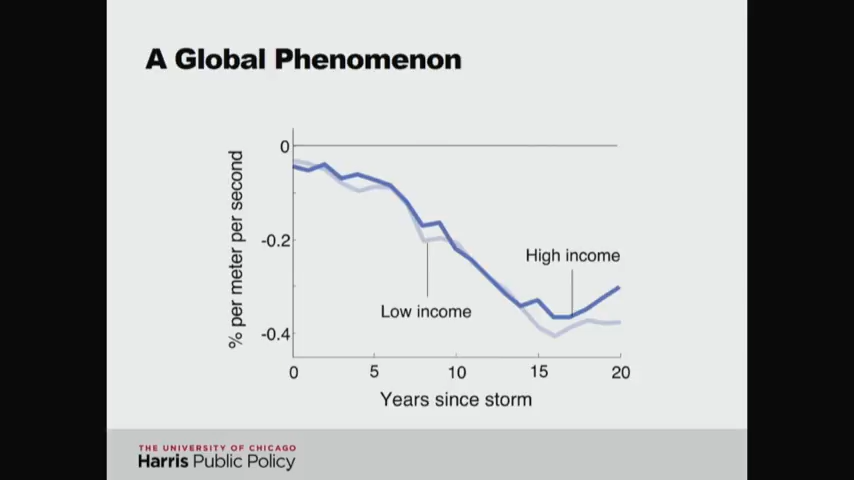 A Global Phenomenon
% per meter per second
0
-0.2
-0.4
High income
Low income
0 5 10 15 20
Years since storm
THE UNIVERSITY OF CHICAGO
Harris Public Policy